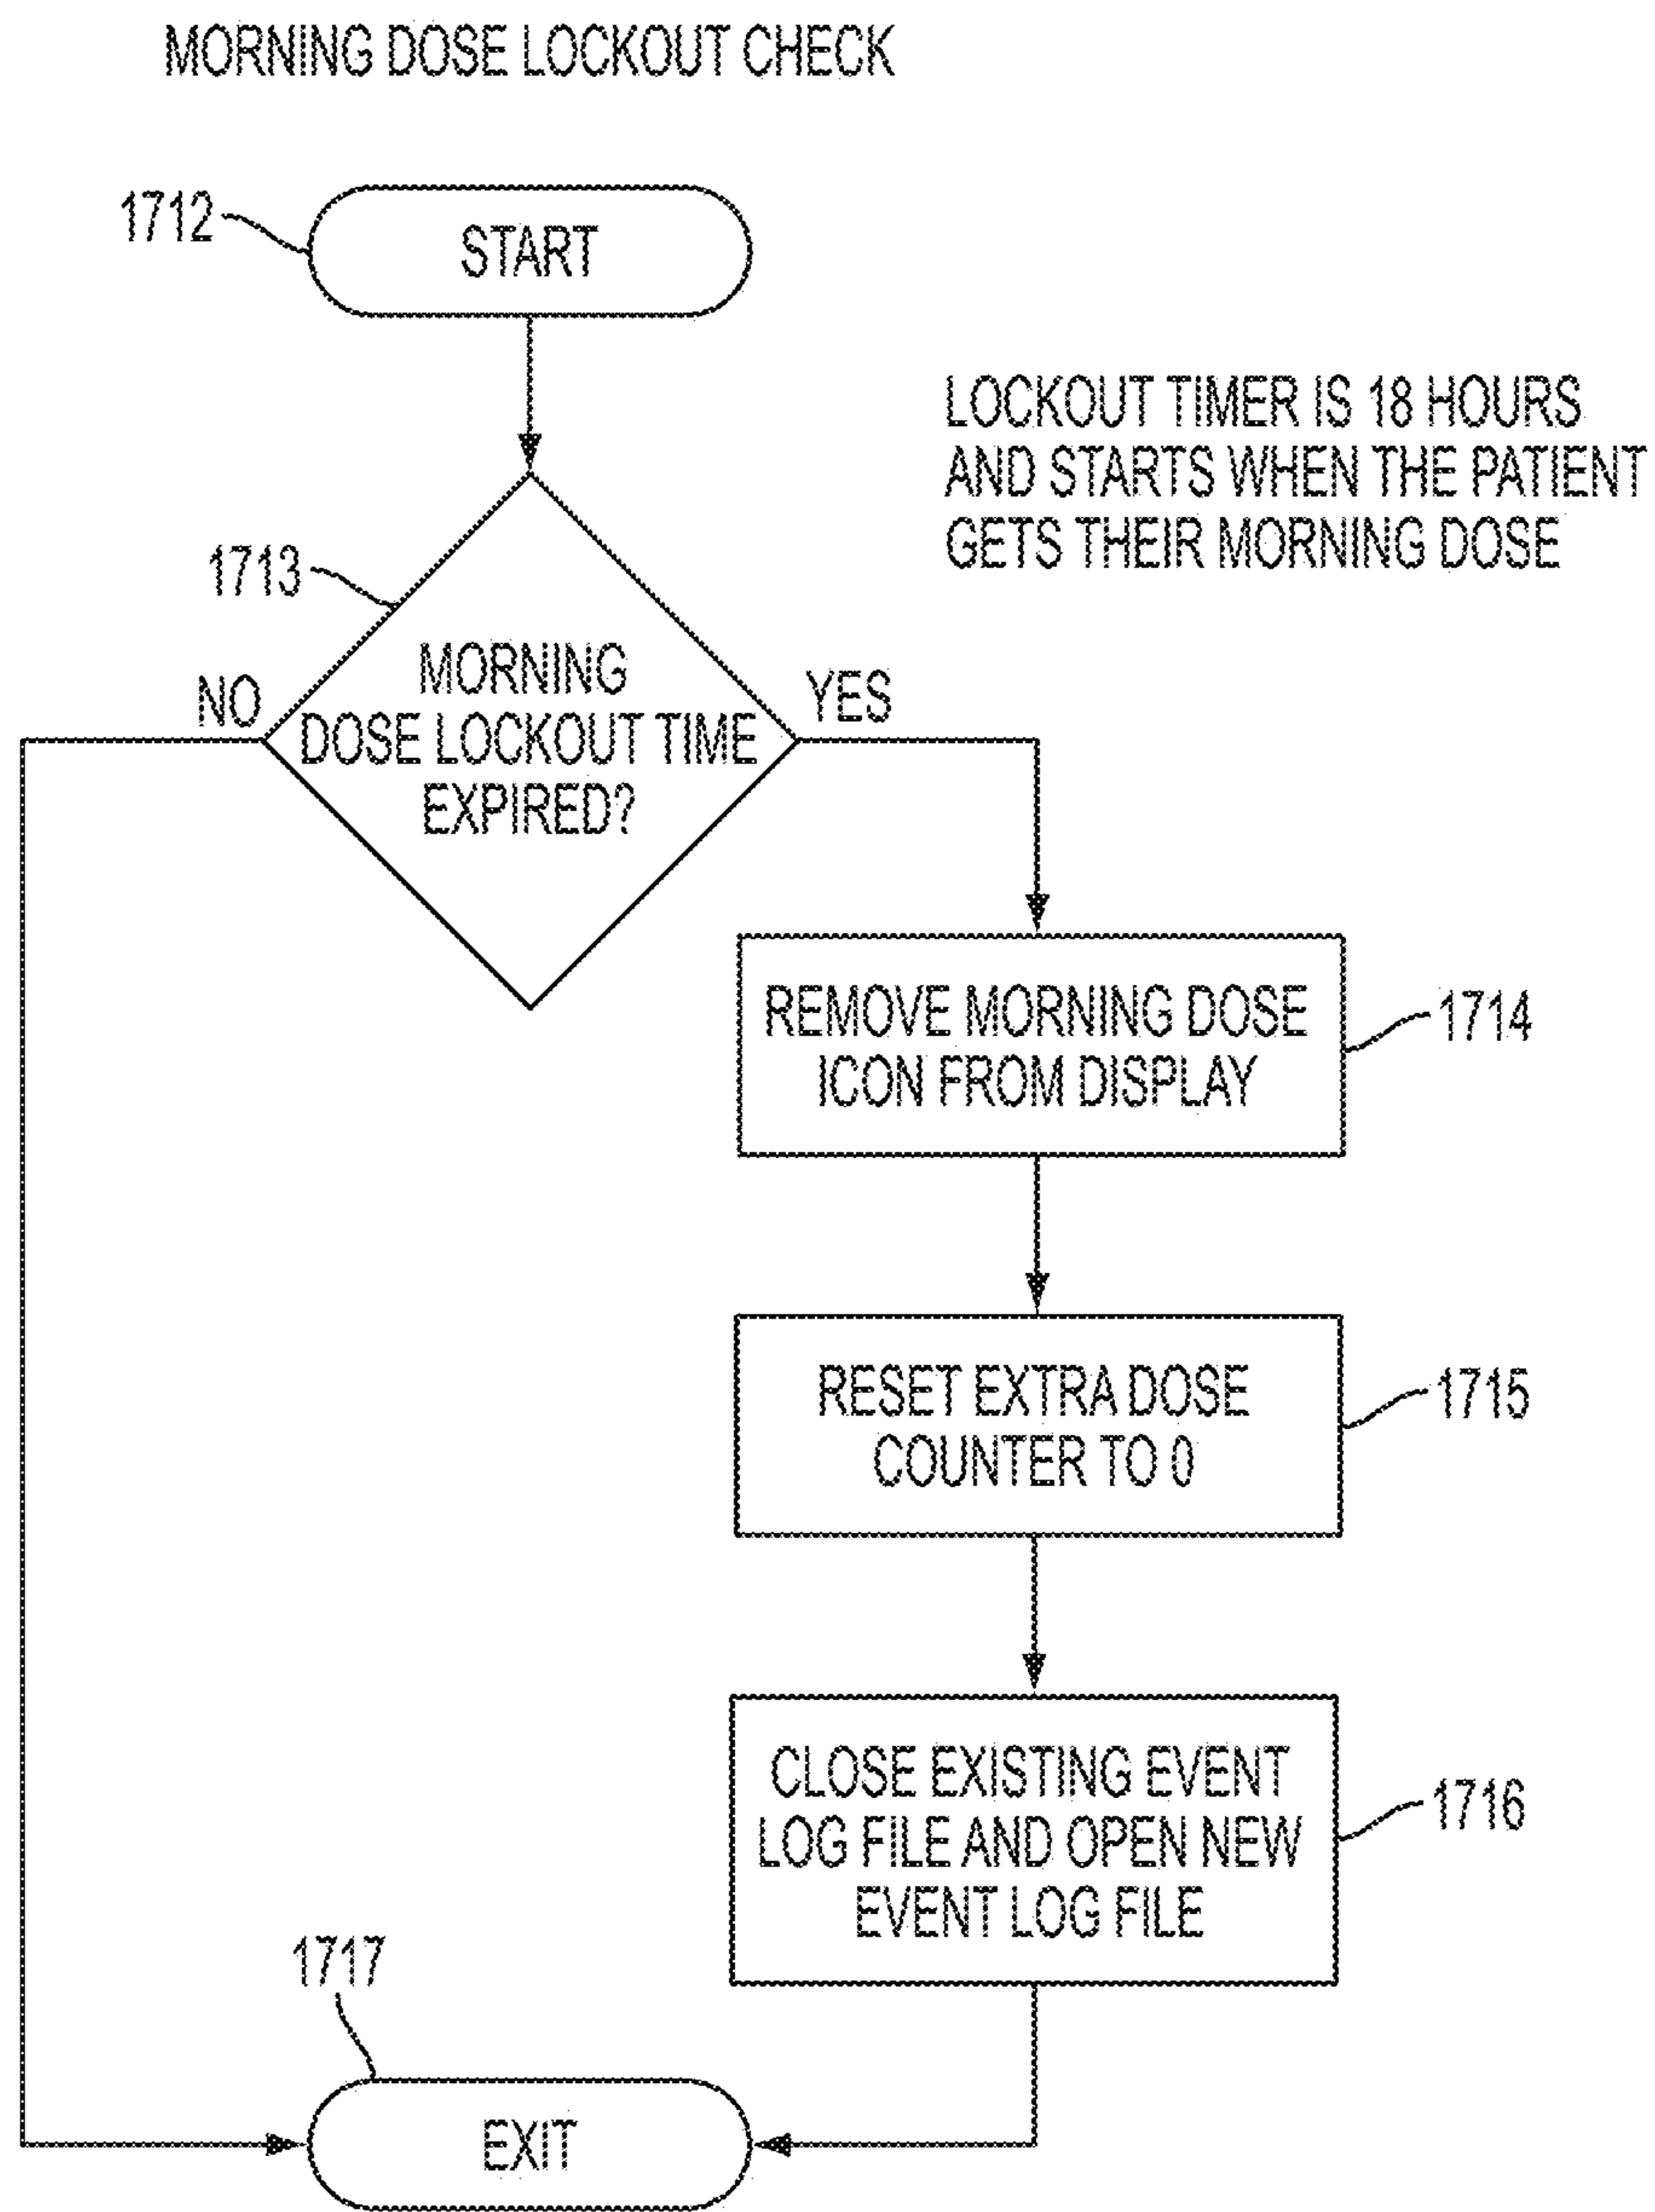 MORNING DOSE LOCKOUT CHECK
1712
START
LOCKOUT TIMER IS 18 HOURS
AND STARTS WHEN THE PATIENT
GETS THEIR MORNING DOSE
1713
MORNING
DOSE LOCKOUT TIME
EXPIRED?
NO
YES
REMOVE MORNING DOSE
ICON FROM DISPLAY
1714
RESET EXTRA DOSE
COUNTER TO 0
1715
CLOSE EXISTING EVENT
LOG FILE AND OPEN NEW
EVENT LOG FILE
1716
1717
EXIT